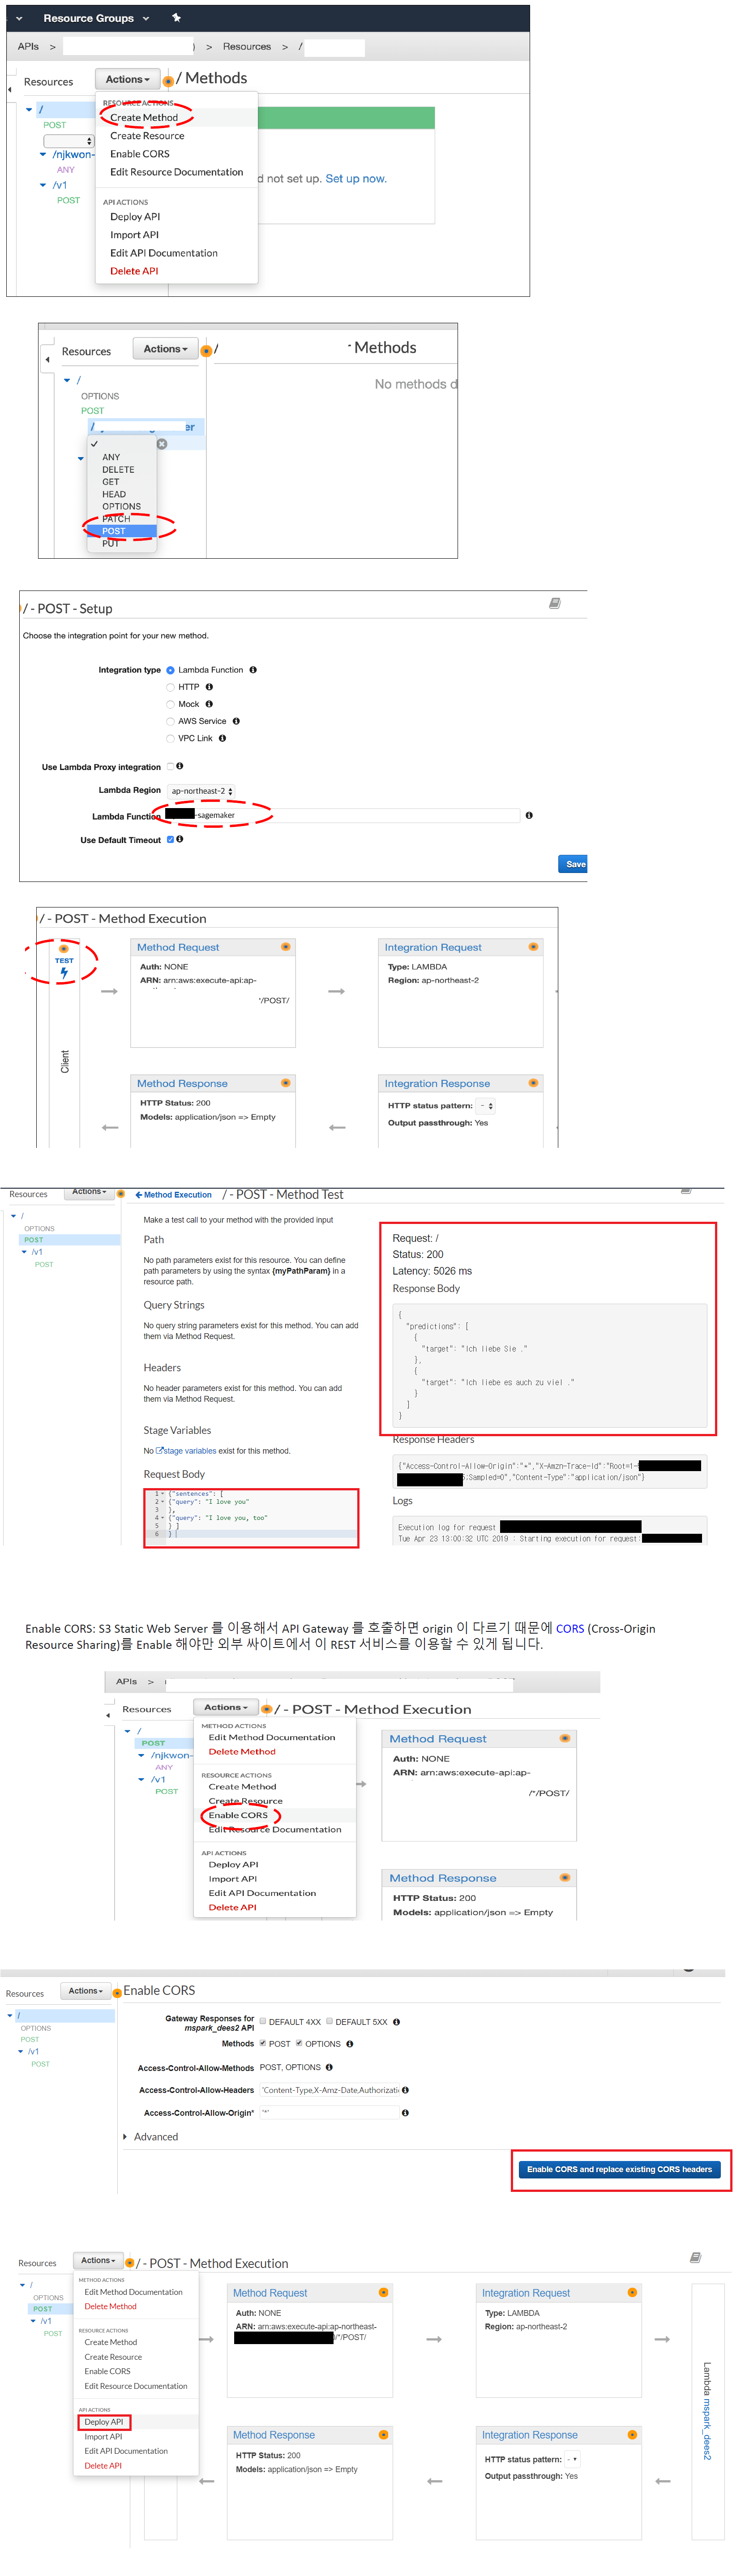 Resource Groups
APIs > ) > Resources > /
Resources Actions / Methods
RESOURCE ACTIONS
/
Create Method
POST
Create Resource
/njkwon-
Enable CORS
ANY
Edit Resource Documentation
d not set up. Set up now.
/v1
POST
API ACTIONS
Deploy API
Import API
Edit API Documentation
Delete API
Resources Actions / Methods
/
No methods d
OPTIONS
POST
/ er
ANY
DELETE
GET
HEAD
OPTIONS
PATCH
POST
PUT
/ - POST - Setup
Choose the integration point for your new method.
Integration type Lambda Function
HTTP
Mock
AWS Service
VPC Link
Use Lambda Proxy integration
Lambda Region ap-northeast-2
Lambda Function -sagemaker
Use Default Timeout
Save
/ - POST - Method Execution
TEST
Client
Method Request
Auth: NONE
ARN: arn:aws:execute-api:ap-
*/POST/
Integration Request
Type: LAMBDA
Region: ap-northeast-2
Method Response
HTTP Status: 200
Models: application/json => Empty
Integration Response
HTTP status pattern: -
Output passthrough: Yes
Resources Actions Method Execution / - POST - Method Test
/
OPTIONS
POST
/v1
POST
Make a test call to your method with the provided input
Path
No path parameters exist for this resource. You can define
path parameters by using the syntax {myPathParam} in a
resource path.
Query Strings
No query string parameters exist for this method. You can add
them via Method Request.
Headers
No header parameters exist for this method. You can add
them via Method Request.
Stage Variables
No stage variables exist for this method.
Request Body
1 {"sentences": [
2 {"query": "I love you"
3 },
4 {"query": "I love you, too"
5 } ]
6 }
Request: /
Status: 200
Latency: 5026 ms
Response Body
{
"predictions": [
{
"target": "Ich liebe Sie ."
},
{
"target": "Ich liebe es auch zu viel ."
}
]
}
Response Headers
{"Access-Control-Allow-Origin":"*","X-Amzn-Trace-Id":"Root=1-
;Sampled=0","Content-Type":"application/json"}
Logs
Execution log for request
Tue Apr 23 13:00:32 UTC 2019 : Starting execution for request:
Enable CORS: S3 Static Web Server 를 이용해서 API Gateway 를 호출하면 origin 이 다르기 때문에 CORS (Cross-Origin
Resource Sharing)를 Enable 해야만 외부 싸이트에서 이 REST 서비스를 이용할 수 있게 됩니다.
APIs >
Resources Actions / - POST - Method Execution
/
POST
/njkwon-
ANY
/v1
POST
METHOD ACTIONS
Edit Method Documentation
Delete Method
RESOURCE ACTIONS
Create Method
Create Resource
Enable CORS
Edit Resource Documentation
API ACTIONS
Deploy API
Import API
Edit API Documentation
Delete API
Method Request
Auth: NONE
ARN: arn:aws:execute-api:ap-
/*/POST/
Method Response
HTTP Status: 200
Models: application/json => Empty
Resources Actions Enable CORS
/
OPTIONS
POST
/v1
POST
Gateway Responses for
mspark_dees2 API
DEFAULT 4XX DEFAULT 5XX
Methods POST OPTIONS
Access-Control-Allow-Methods POST, OPTIONS
Access-Control-Allow-Headers 'Content-Type,X-Amz-Date,Authorizati
Access-Control-Allow-Origin* '*'
Advanced
Enable CORS and replace existing CORS headers
Resources Actions / - POST - Method Execution
/
OPTIONS
POST
/v1
POST
METHOD ACTIONS
Edit Method Documentation
Delete Method
RESOURCE ACTIONS
Create Method
Create Resource
Enable CORS
Edit Resource Documentation
API ACTIONS
Deploy API
Import API
Edit API Documentation
Delete API
Method Request
Auth: NONE
ARN: arn:aws:execute-api:ap-northeast-
/*/POST/
Integration Request
Type: LAMBDA
Region: ap-northeast-2
Lambda mspark_dees2
Method Response
HTTP Status: 200
Models: application/json => Empty
Integration Response
HTTP status pattern: -
Output passthrough: Yes